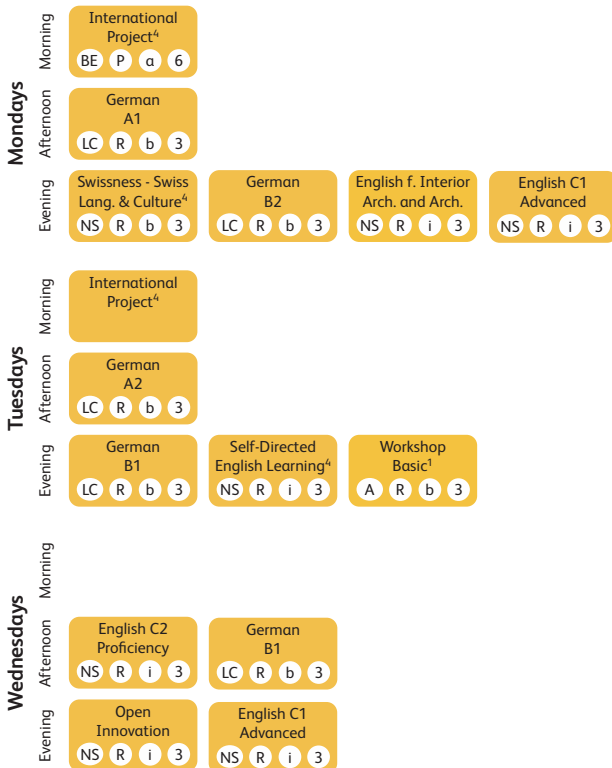 Mondays
Morning
International
Project⁴
BE P a 6
Afternoon
German
A1
LC R b 3
Evening
Swissness - Swiss
Lang. & Culture⁴
NS R b 3
German
B2
LC R b 3
English f. Interior
Arch. and Arch.
NS R i 3
English C1
Advanced
NS R i 3
Tuesdays
Morning
International
Project⁴
Afternoon
German
A2
LC R b 3
Evening
German
B1
LC R b 3
Self-Directed
English Learning⁴
NS R i 3
Workshop
Basic¹
A R b 3
Wednesdays
Morning
Afternoon
English C2
Proficiency
NS R i 3
German
B1
LC R b 3
Evening
Open
Innovation
NS R i 3
English C1
Advanced
NS R i 3